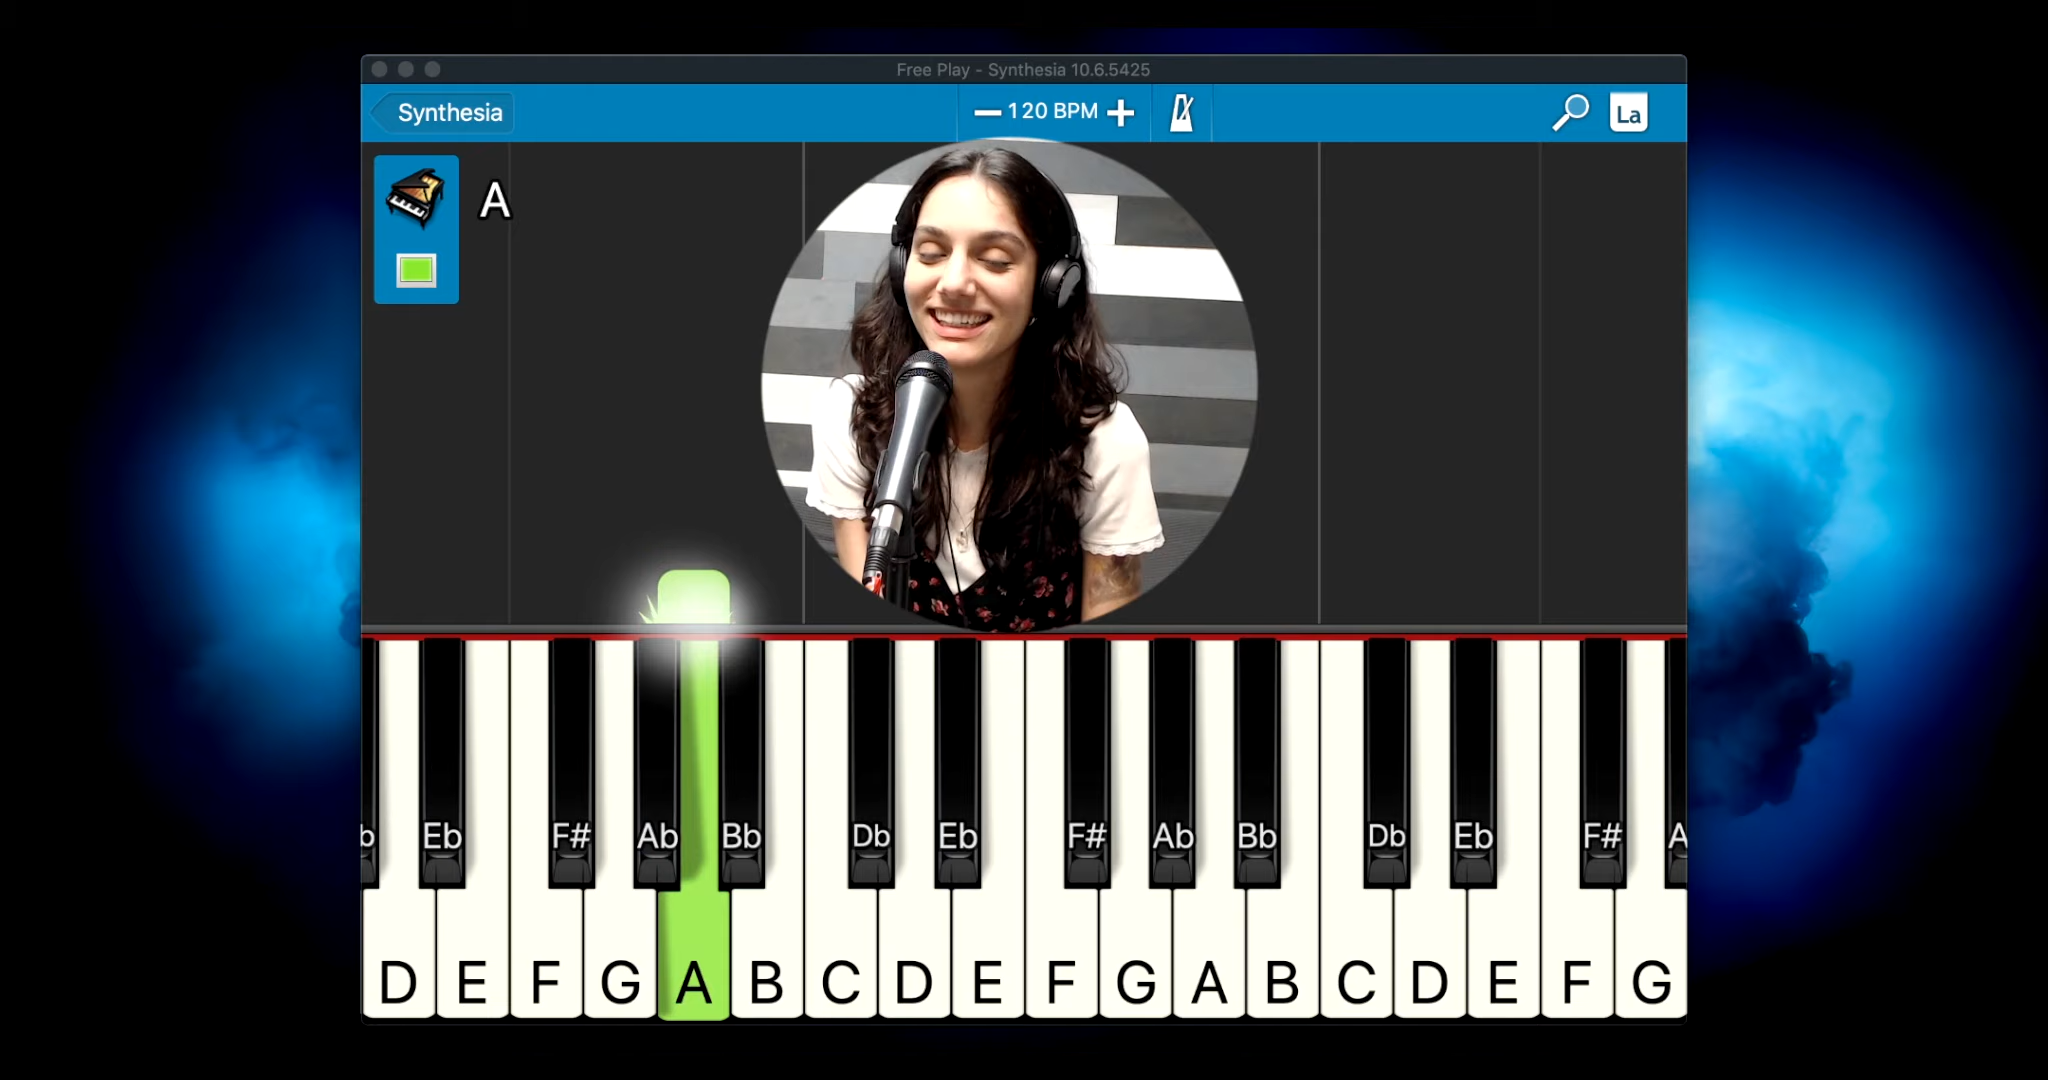 Free Play - Synthesia 10.6.5425
Synthesia
120 BPM
La
A
b Eb F# Ab Bb Db Eb F# Ab Bb Db Eb F# A
D E F G A B C D E F G A B C D E F G